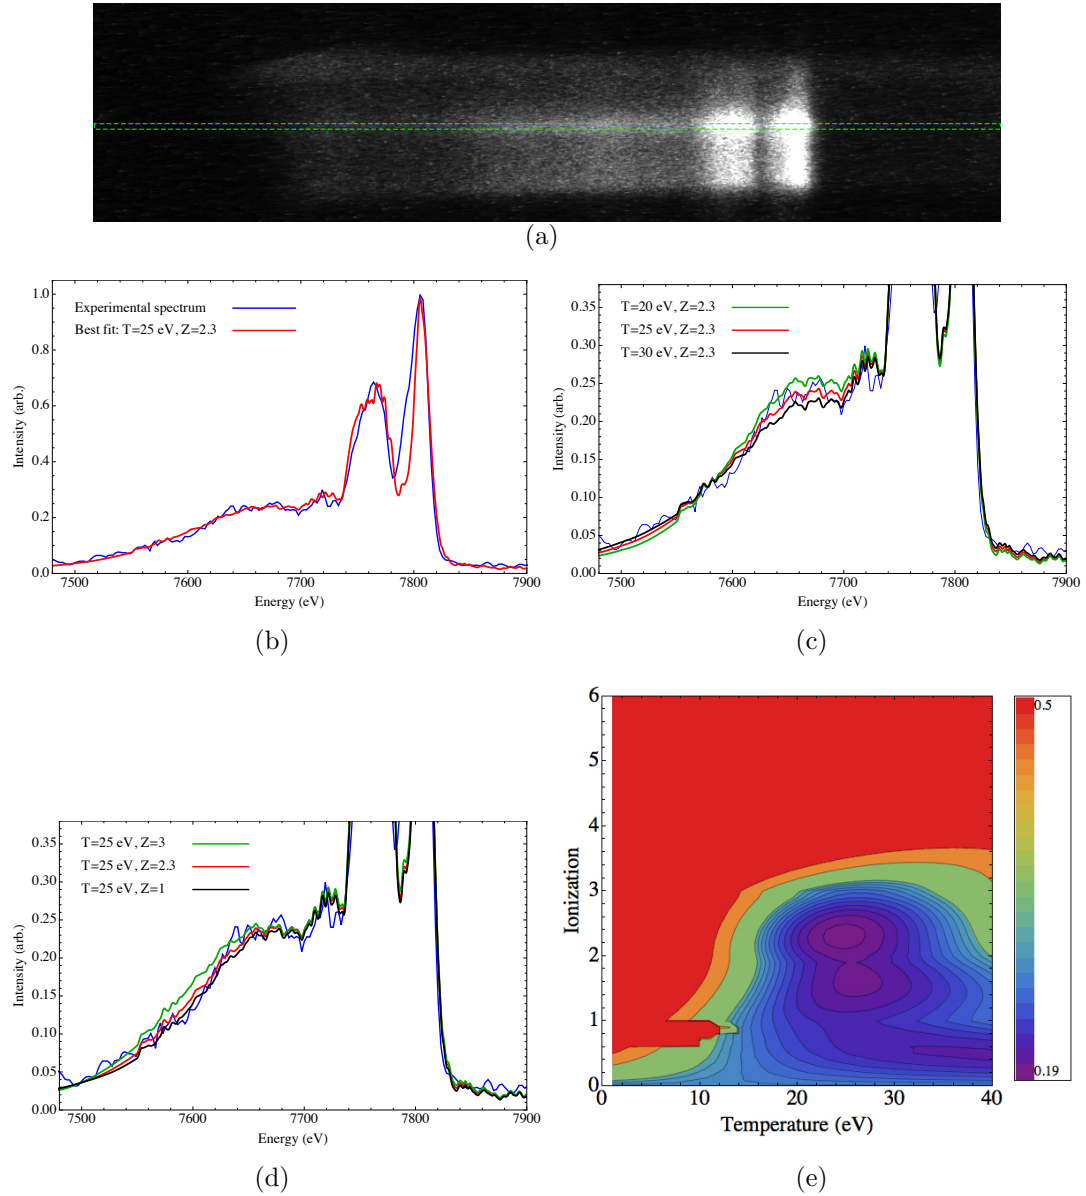 (a)
Experimental spectrum
Best fit: T=25 eV, Z=2.3
Intensity (arb.)
1.0
0.8
0.6
0.4
0.2
0.0
7500 7600 7700 7800 7900
Energy (eV)
(b)
T=20 eV, Z=2.3
T=25 eV, Z=2.3
T=30 eV, Z=2.3
Intensity (arb.)
0.35
0.30
0.25
0.20
0.15
0.10
0.05
0.00
7500 7600 7700 7800 7900
Energy (eV)
(c)
T=25 eV, Z=3
T=25 eV, Z=2.3
T=25 eV, Z=1
Intensity (arb.)
0.35
0.30
0.25
0.20
0.15
0.10
0.05
0.00
7500 7600 7700 7800 7900
Energy (eV)
(d)
Ionization
6
5
4
3
2
1
0
0 10 20 30 40
Temperature (eV)
0.5
0.19
(e)